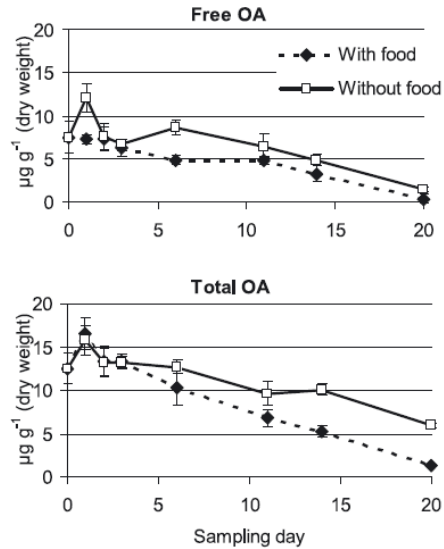 Free OA
20
15
10
5
0
µg g⁻¹ (dry weight)
With food
Without food
0 5 10 15 20
Total OA
20
15
10
5
0
µg g⁻¹ (dry weight)
0 5 10 15 20
Sampling day